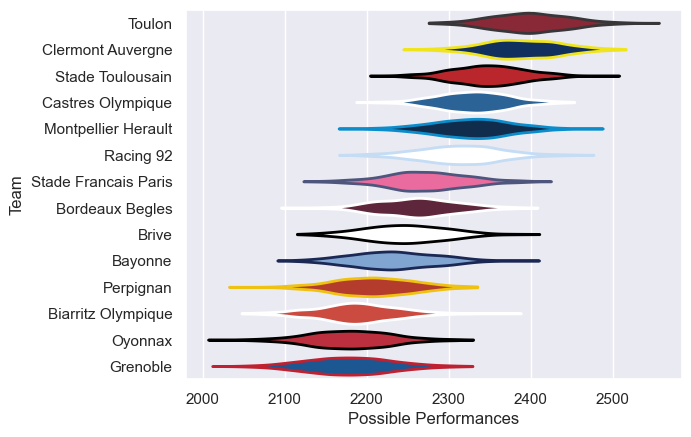 Toulon
Clermont Auvergne
Stade Toulousain
Castres Olympique
Montpellier Herault
Racing 92
Stade Francais Paris
Bordeaux Begles
Brive
Bayonne
Perpignan
Biarritz Olympique
Oyonnax
Grenoble
Team
2000 2100 2200 2300 2400 2500
Possible Performances